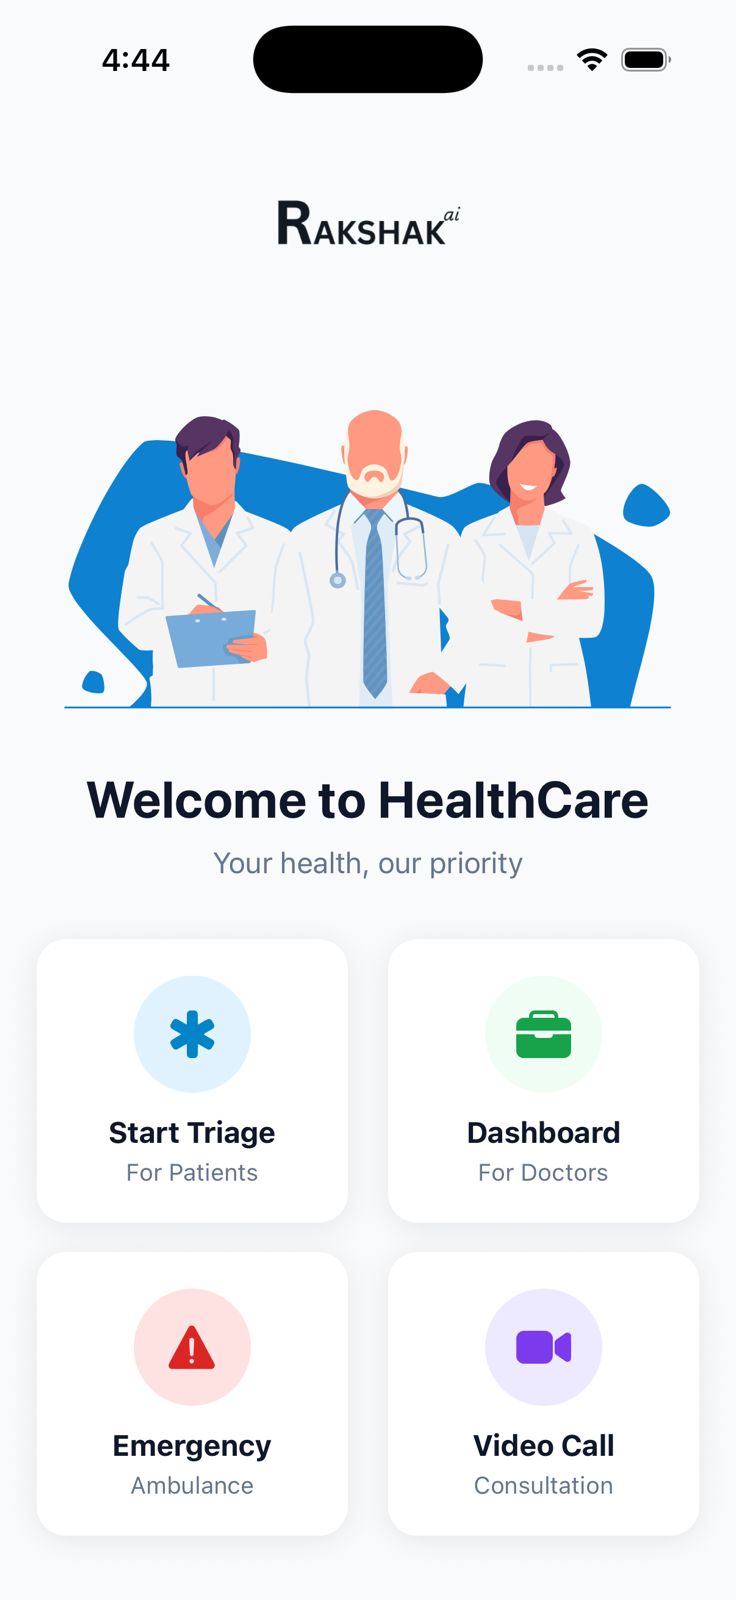 4:44
RAKSHAK ai
Welcome to HealthCare
Your health, our priority
Start Triage
For Patients
Dashboard
For Doctors
Emergency
Ambulance
Video Call
Consultation